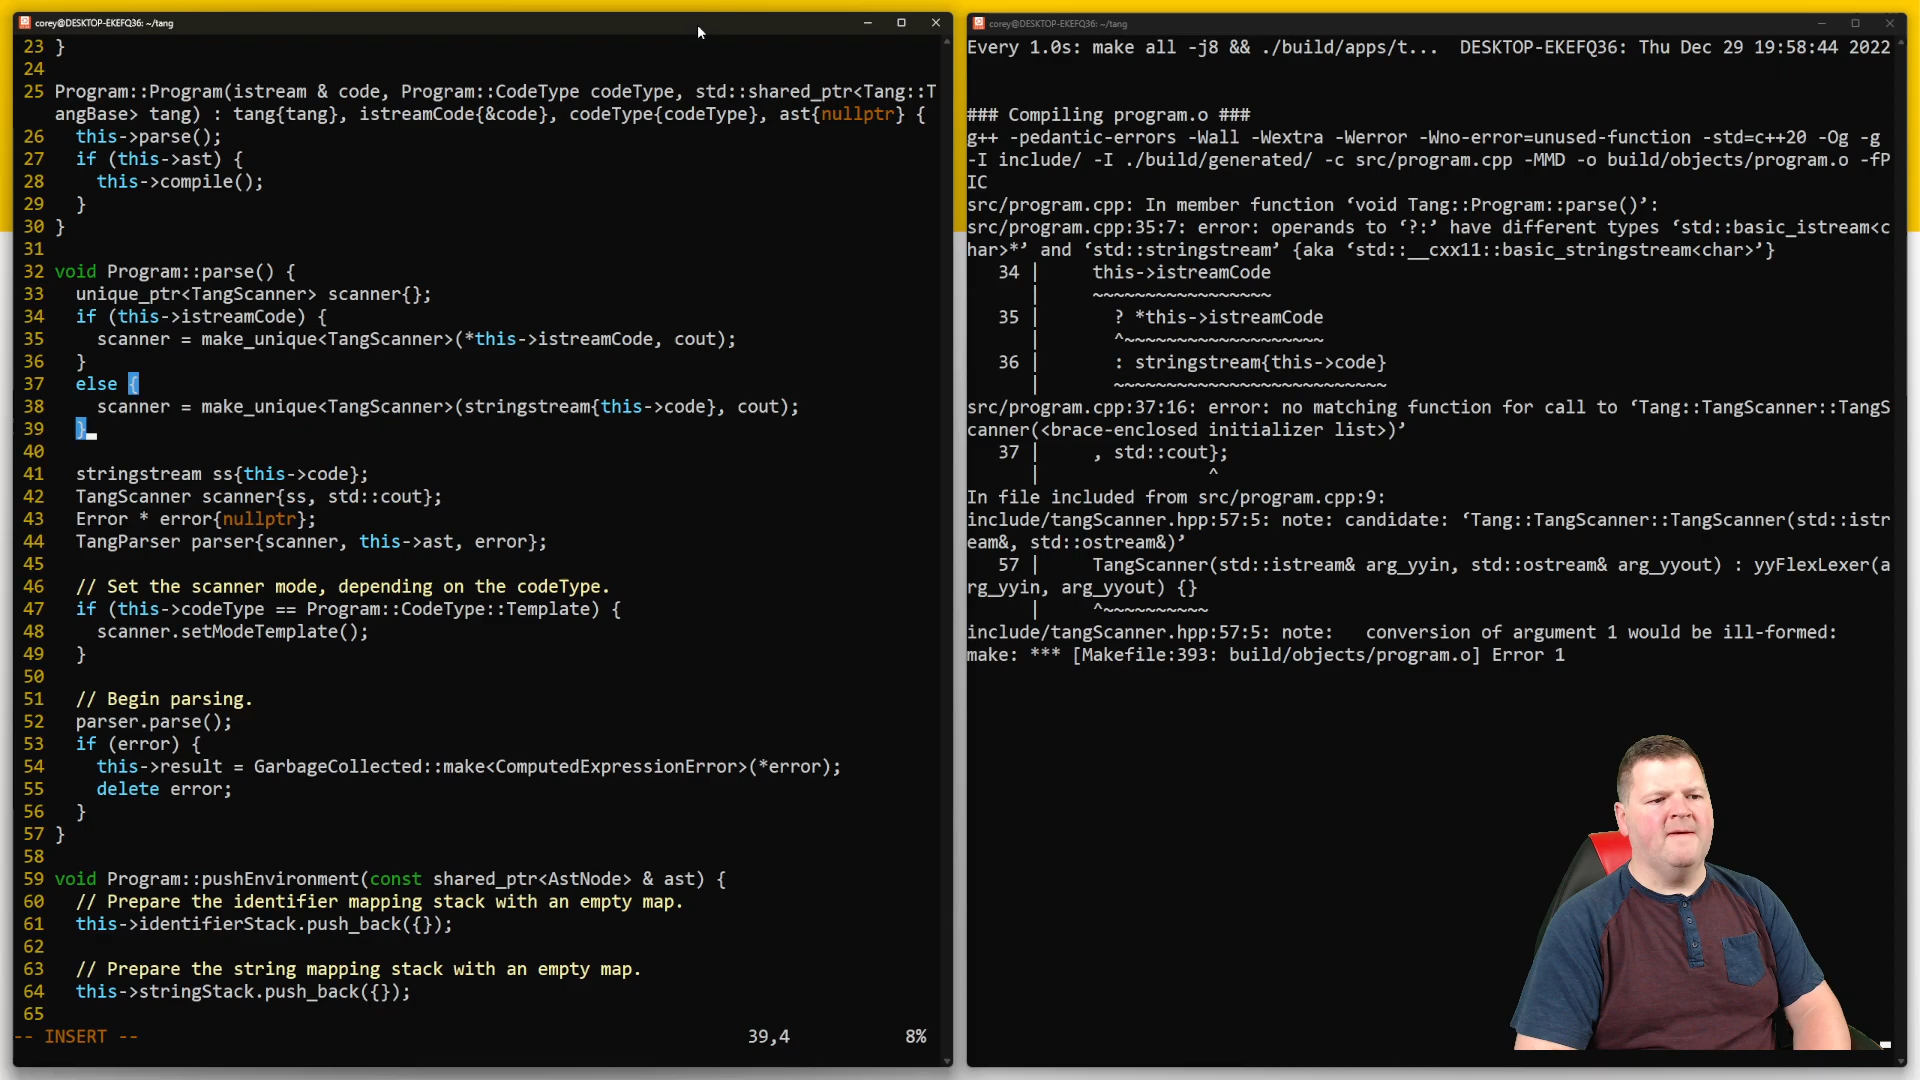 corey@DESKTOP-EKEFQ36: ~/tang
23 }
24
25 Program::Program(istream & code, Program::CodeType codeType, std::shared_ptr<Tang::T
angBase> tang) : tang{tang}, istreamCode{&code}, codeType{codeType}, ast{nullptr} {
26   this->parse();
27   if (this->ast) {
28     this->compile();
29   }
30 }
31
32 void Program::parse() {
33   unique_ptr<TangScanner> scanner{};
34   if (this->istreamCode) {
35     scanner = make_unique<TangScanner>(*this->istreamCode, cout);
36   }
37   else {
38     scanner = make_unique<TangScanner>(stringstream{this->code}, cout);
39   }
40
41   stringstream ss{this->code};
42   TangScanner scanner{ss, std::cout};
43   Error * error{nullptr};
44   TangParser parser{scanner, this->ast, error};
45
46   // Set the scanner mode, depending on the codeType.
47   if (this->codeType == Program::CodeType::Template) {
48     scanner.setModeTemplate();
49   }
50
51   // Begin parsing.
52   parser.parse();
53   if (error) {
54     this->result = GarbageCollected::make<ComputedExpressionError>(*error);
55     delete error;
56   }
57 }
58
59 void Program::pushEnvironment(const shared_ptr<AstNode> & ast) {
60   // Prepare the identifier mapping stack with an empty map.
61   this->identifierStack.push_back({});
62
63   // Prepare the string mapping stack with an empty map.
64   this->stringStack.push_back({});
65
-- INSERT -- 39,4 8%
corey@DESKTOP-EKEFQ36: ~/tang
Every 1.0s: make all -j8 && ./build/apps/t... DESKTOP-EKEFQ36: Thu Dec 29 19:58:44 2022
### Compiling program.o ###
g++ -pedantic-errors -Wall -Wextra -Werror -Wno-error=unused-function -std=c++20 -Og -g
-I include/ -I ./build/generated/ -c src/program.cpp -MMD -o build/objects/program.o -fP
IC
src/program.cpp: In member function ‘void Tang::Program::parse()’:
src/program.cpp:35:7: error: operands to ‘?:’ have different types ‘std::basic_istream<c
har>*’ and ‘std::stringstream’ {aka ‘std::__cxx11::basic_stringstream<char>’}
34 |     this->istreamCode
|     ~~~~~~~~~~~~~~~~~
35 |       ? *this->istreamCode
|       ^~~~~~~~~~~~~~~~~~~~
36 |       : stringstream{this->code}
|       ~~~~~~~~~~~~~~~~~~~~~~~~~~
src/program.cpp:37:16: error: no matching function for call to ‘Tang::TangScanner::TangS
canner(<brace-enclosed initializer list>)’
37 |     , std::cout};
|                ^
In file included from src/program.cpp:9:
include/tangScanner.hpp:57:5: note: candidate: ‘Tang::TangScanner::TangScanner(std::istr
eam&, std::ostream&)’
57 |     TangScanner(std::istream& arg_yyin, std::ostream& arg_yyout) : yyFlexLexer(a
rg_yyin, arg_yyout) {}
|     ^~~~~~~~~~~
include/tangScanner.hpp:57:5: note:   conversion of argument 1 would be ill-formed:
make: *** [Makefile:393: build/objects/program.o] Error 1